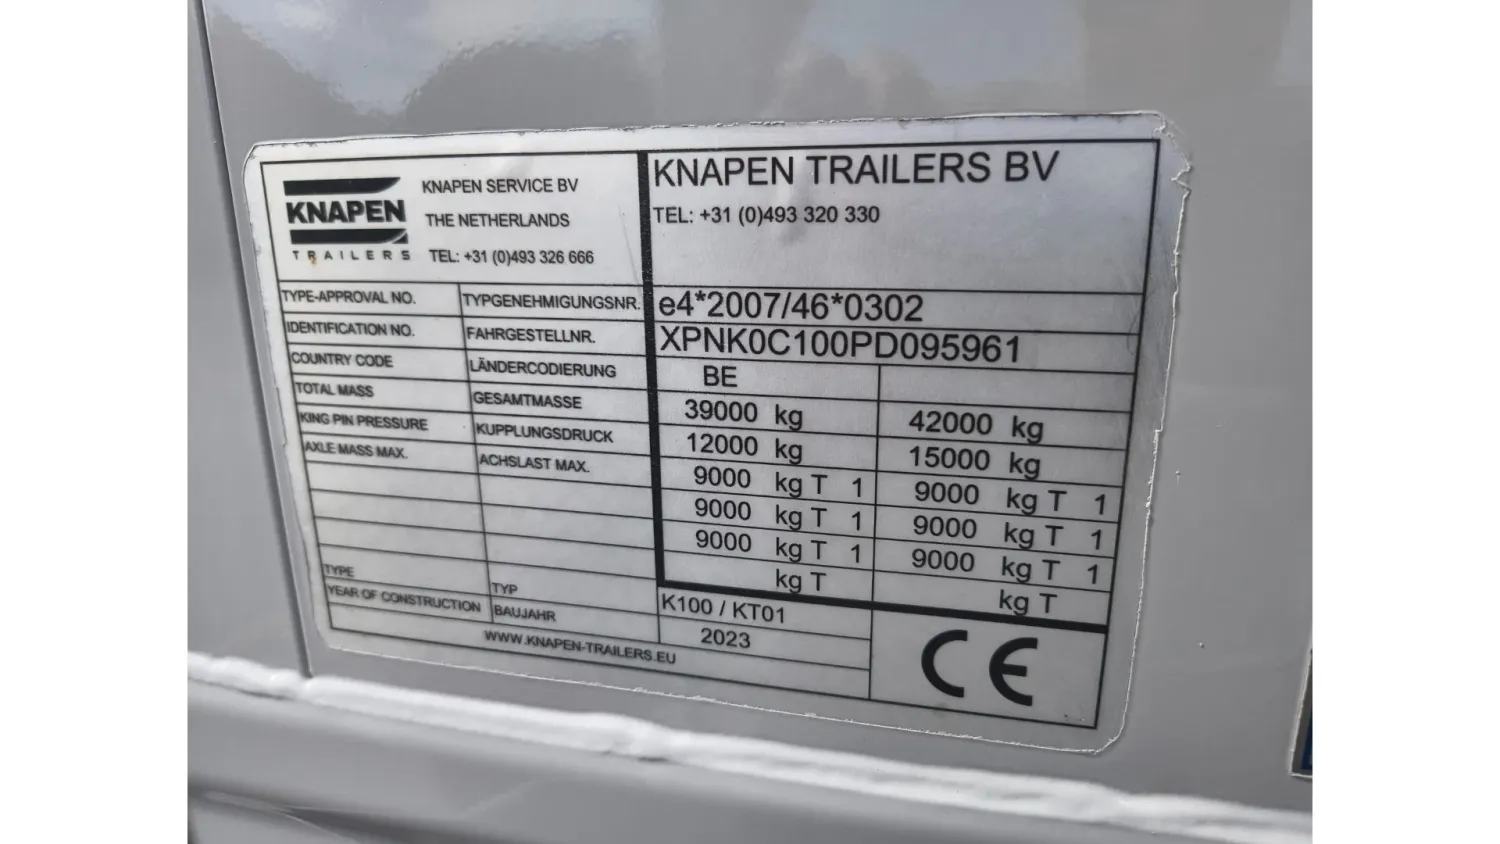 KNAPEN
TRAILERS
KNAPEN SERVICE BV
THE NETHERLANDS
TEL: +31 (0)493 326 666
KNAPEN TRAILERS BV
TEL: +31 (0)493 320 330
TYPE-APPROVAL NO. TYPGENEHMIGUNGSNR. e4*2007/46*0302
IDENTIFICATION NO. FAHRGESTELLNR. XPNK0C100PD095961
COUNTRY CODE LÄNDERCODIERUNG BE
TOTAL MASS GESAMTMASSE 39000 kg 42000 kg
KING PIN PRESSURE KUPPLUNGSDRUCK 12000 kg 15000 kg
AXLE MASS MAX. ACHSLAST MAX. 9000 kg T 1 9000 kg T 1
9000 kg T 1 9000 kg T 1
9000 kg T 1 9000 kg T 1
kg T kg T
TYPE TYP K100 / KT01
YEAR OF CONSTRUCTION BAUJAHR 2023
WWW.KNAPEN-TRAILERS.EU
CE